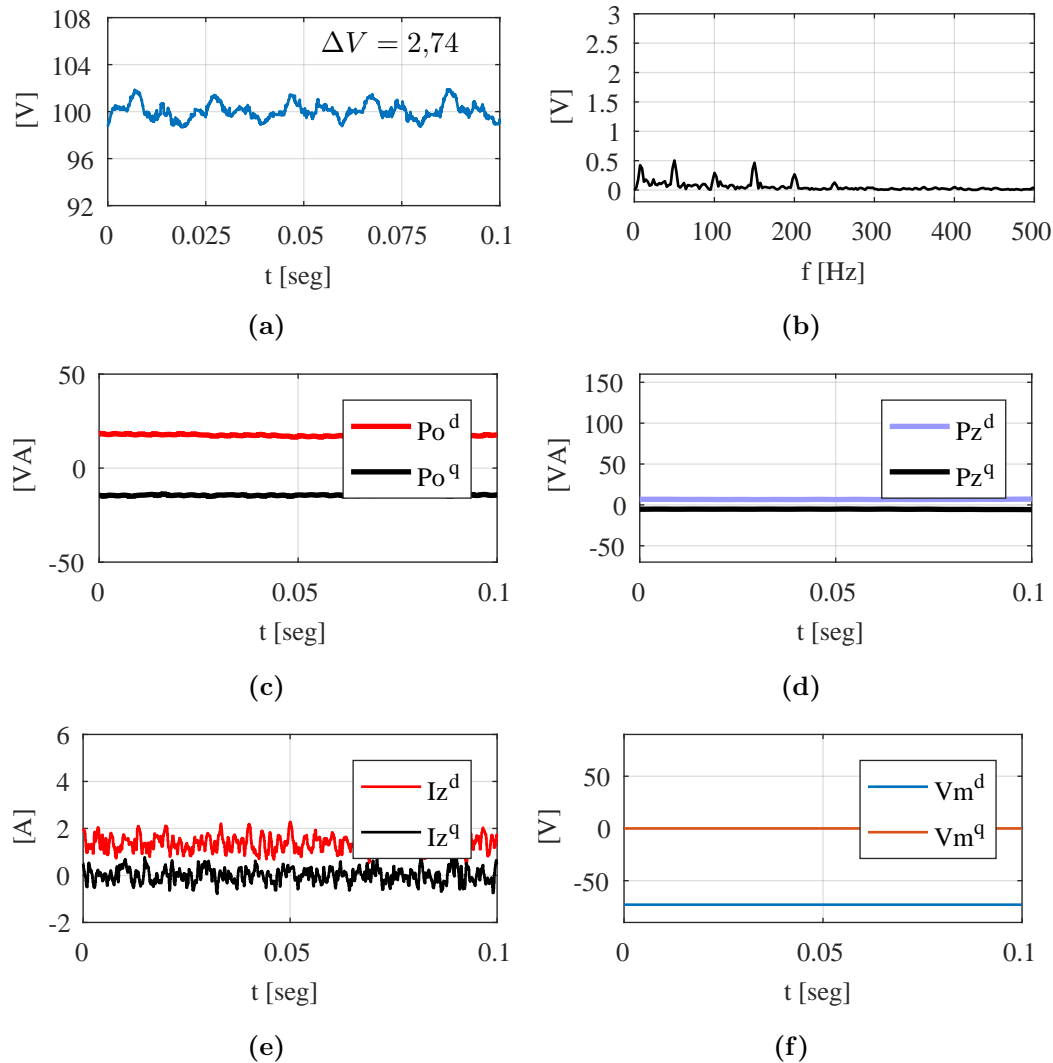 108
104
100
96
92
[V]
ΔV = 2,74
0 0.025 0.05 0.075 0.1
t [seg]
(a)
3
2.5
2
1.5
1
0.5
0
[V]
0 100 200 300 400 500
f [Hz]
(b)
50
0
-50
[VA]
Po^d
Po^q
0 0.05 0.1
t [seg]
(c)
150
100
50
0
-50
[VA]
Pz^d
Pz^q
0 0.05 0.1
t [seg]
(d)
6
4
2
0
-2
[A]
Iz^d
Iz^q
0 0.05 0.1
t [seg]
(e)
50
0
-50
[V]
Vm^d
Vm^q
0 0.05 0.1
t [seg]
(f)